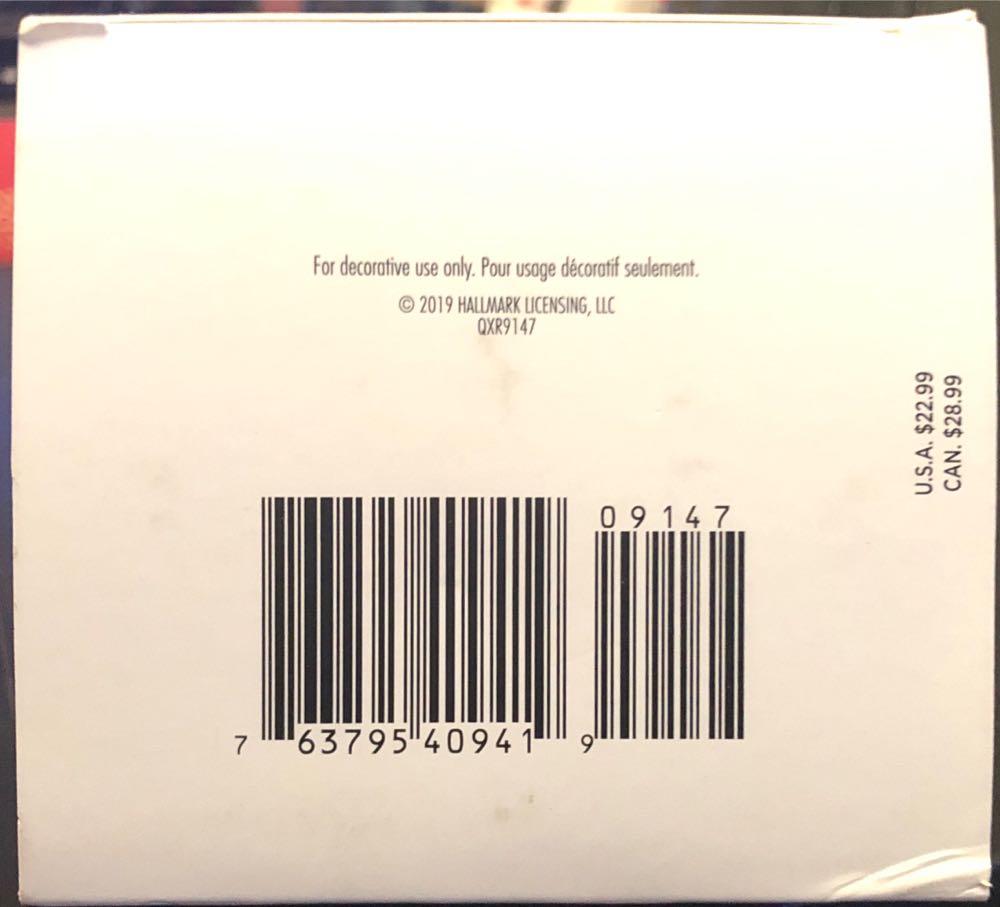 For decorative use only. Pour usage décoratif seulement.
© 2019 HALLMARK LICENSING, LLC
QXR9147
U.S.A. $22.99
CAN. $28.99
09147
7 63795 40941 9